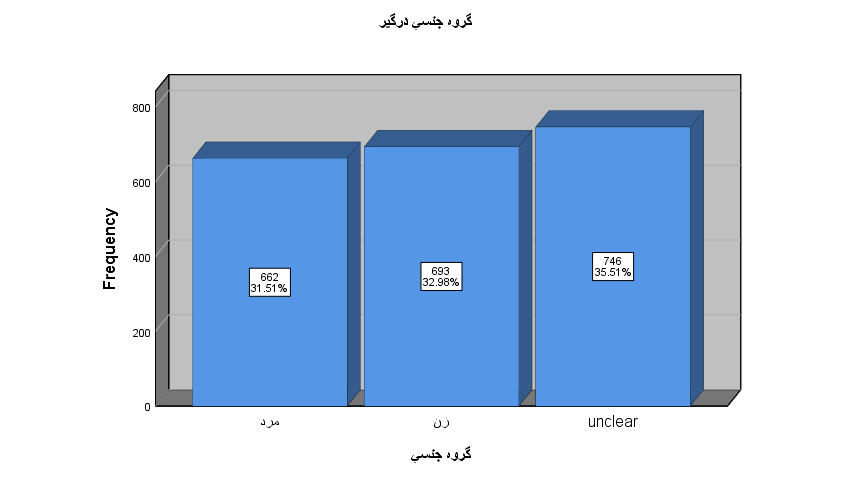 گروه جنسي درگير
Frequency
800
600
400
200
0
662
31.51%
693
32.98%
746
35.51%
مرد
زن
unclear
گروه جنسي